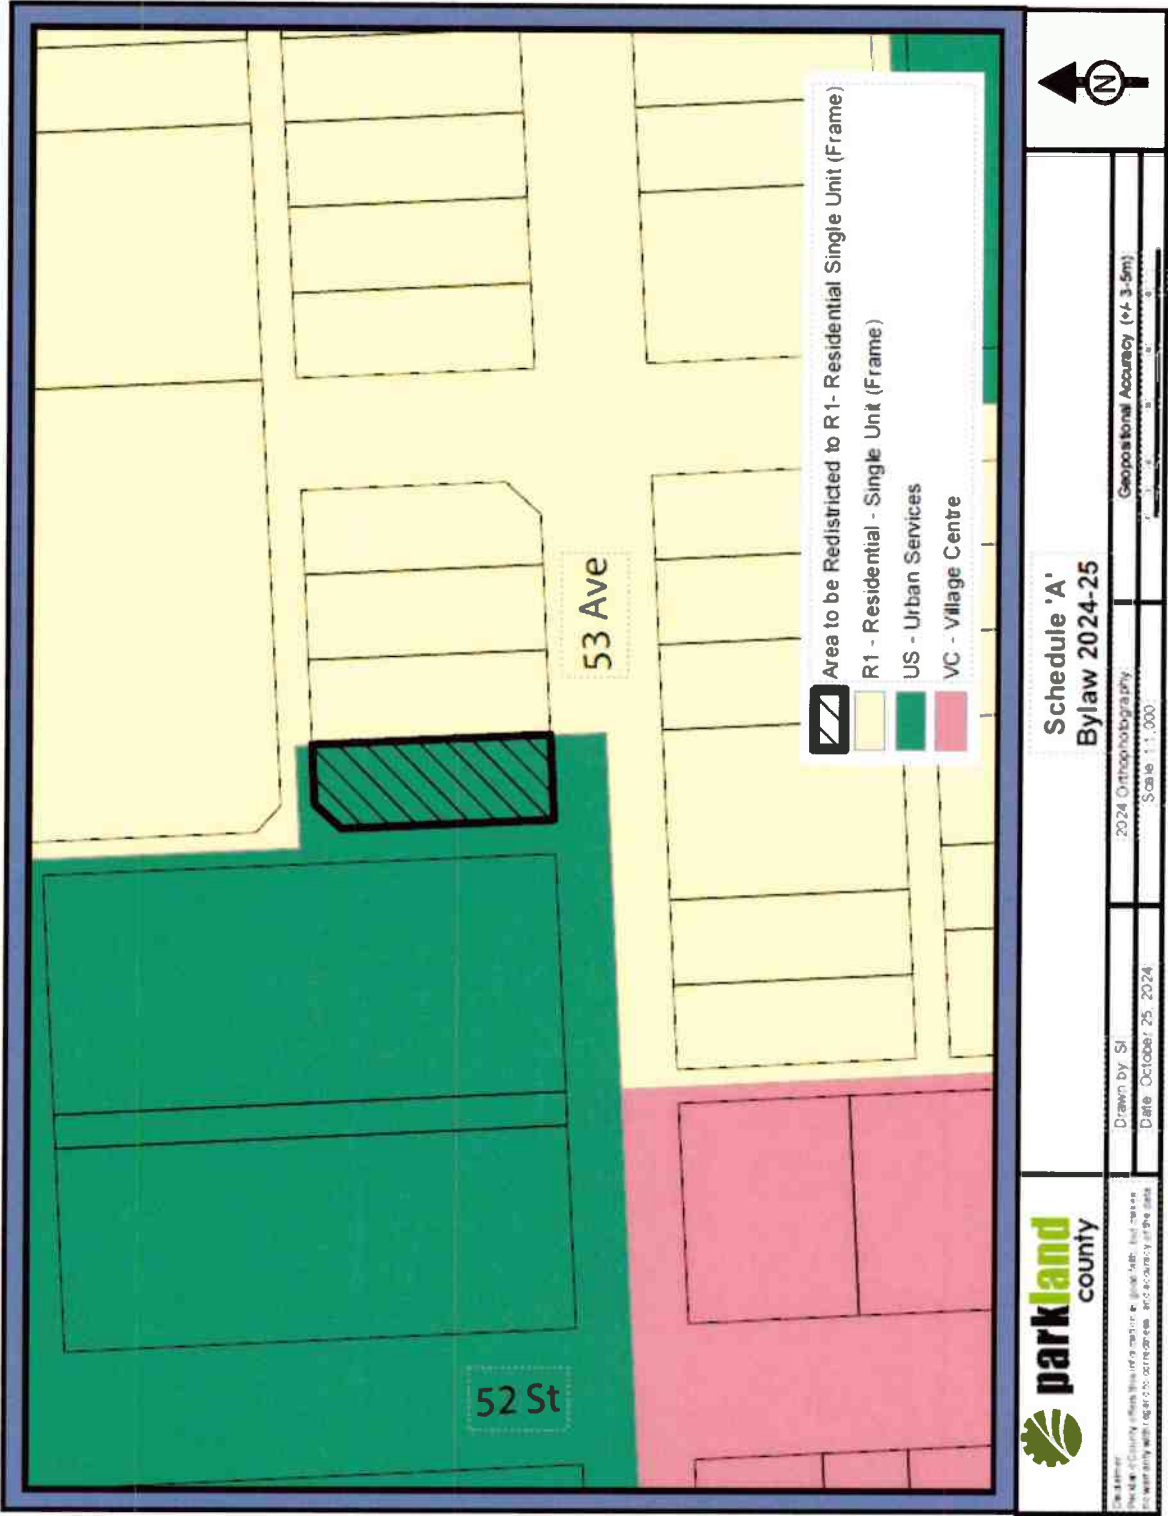 52 St
53 Ave
Area to be Redistricted to R1- Residential Single Unit (Frame)
R1 - Residential - Single Unit (Frame)
US - Urban Services
VC - Village Centre
N
parkland
county
Schedule 'A'
Bylaw 2024-25
Disclaimer
Drawn by: SI
2024 Orthophotography
Geopositional Accuracy (+/- 3-5m)
Date: October 25, 2024
Scale 1:1,000